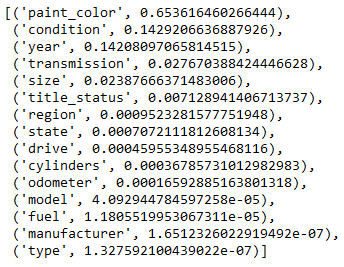 [('paint_color', 0.653616460266444),
('condition', 0.1429206636887926),
('year', 0.14208097065814515),
('transmission', 0.027670388424446628),
('size', 0.02387666371483006),
('title_status', 0.007128941406713737),
('region', 0.0009523281577751948),
('state', 0.0007072111812608134),
('drive', 0.00045955348955468116),
('cylinders', 0.00036785731012982983),
('odometer', 0.00016592885163801318),
('model', 4.092944784597258e-05),
('fuel', 1.1805519953067311e-05),
('manufacturer', 1.6512326022919492e-07),
('type', 1.327592100439022e-07)]